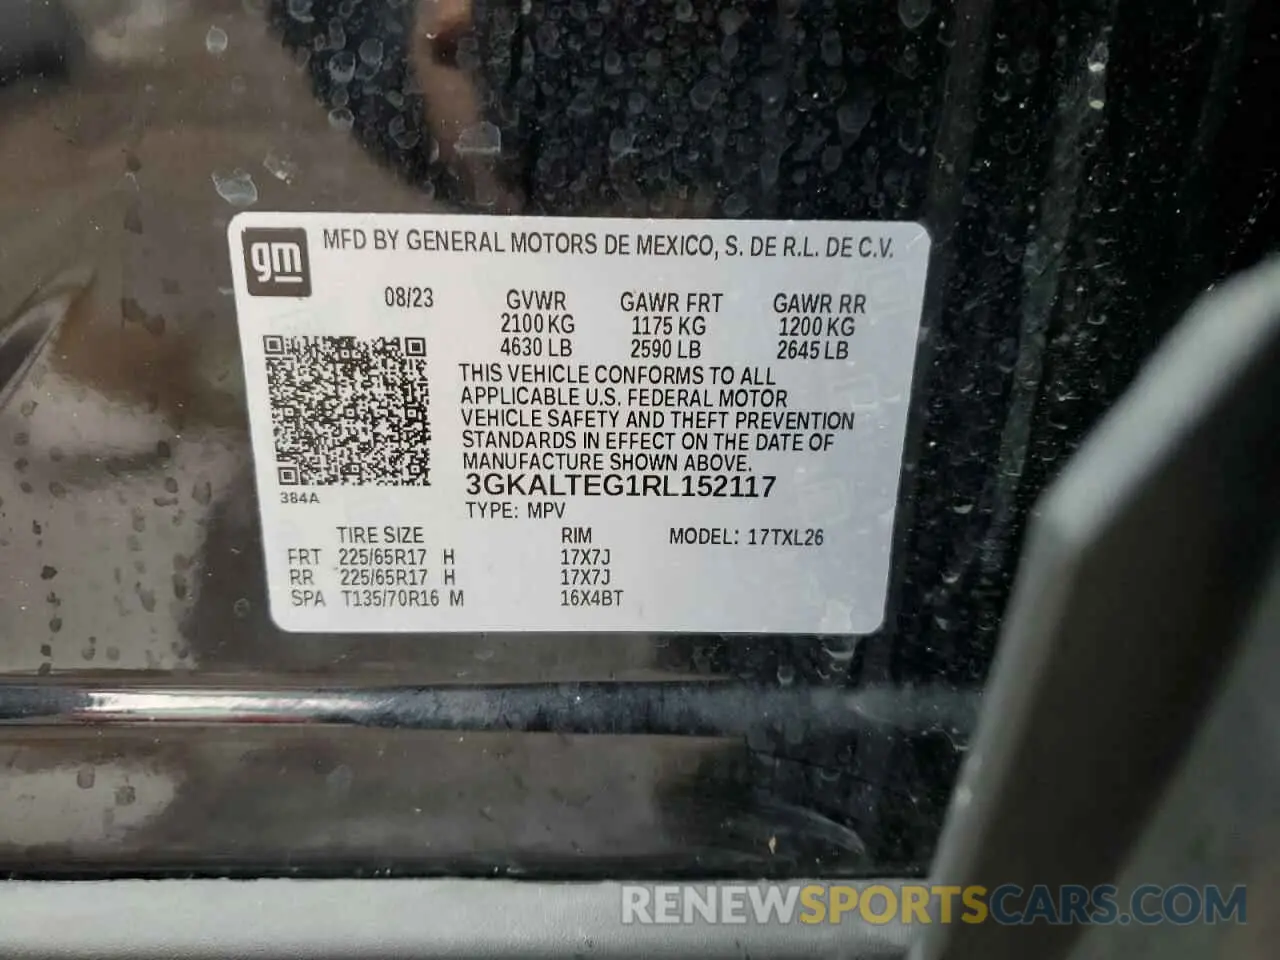 gm MFD BY GENERAL MOTORS DE MEXICO, S. DE R.L. DE C.V.
08/23 GVWR GAWR FRT GAWR RR
2100 KG 1175 KG 1200 KG
4630 LB 2590 LB 2645 LB
THIS VEHICLE CONFORMS TO ALL
APPLICABLE U.S. FEDERAL MOTOR
VEHICLE SAFETY AND THEFT PREVENTION
STANDARDS IN EFFECT ON THE DATE OF
MANUFACTURE SHOWN ABOVE.
384A 3GKALTEG1RL152117
TYPE: MPV
TIRE SIZE RIM MODEL: 17TXL26
FRT 225/65R17 H 17X7J
RR 225/65R17 H 17X7J
SPA T135/70R16 M 16X4BT
RENEWSPORTSCARS.COM